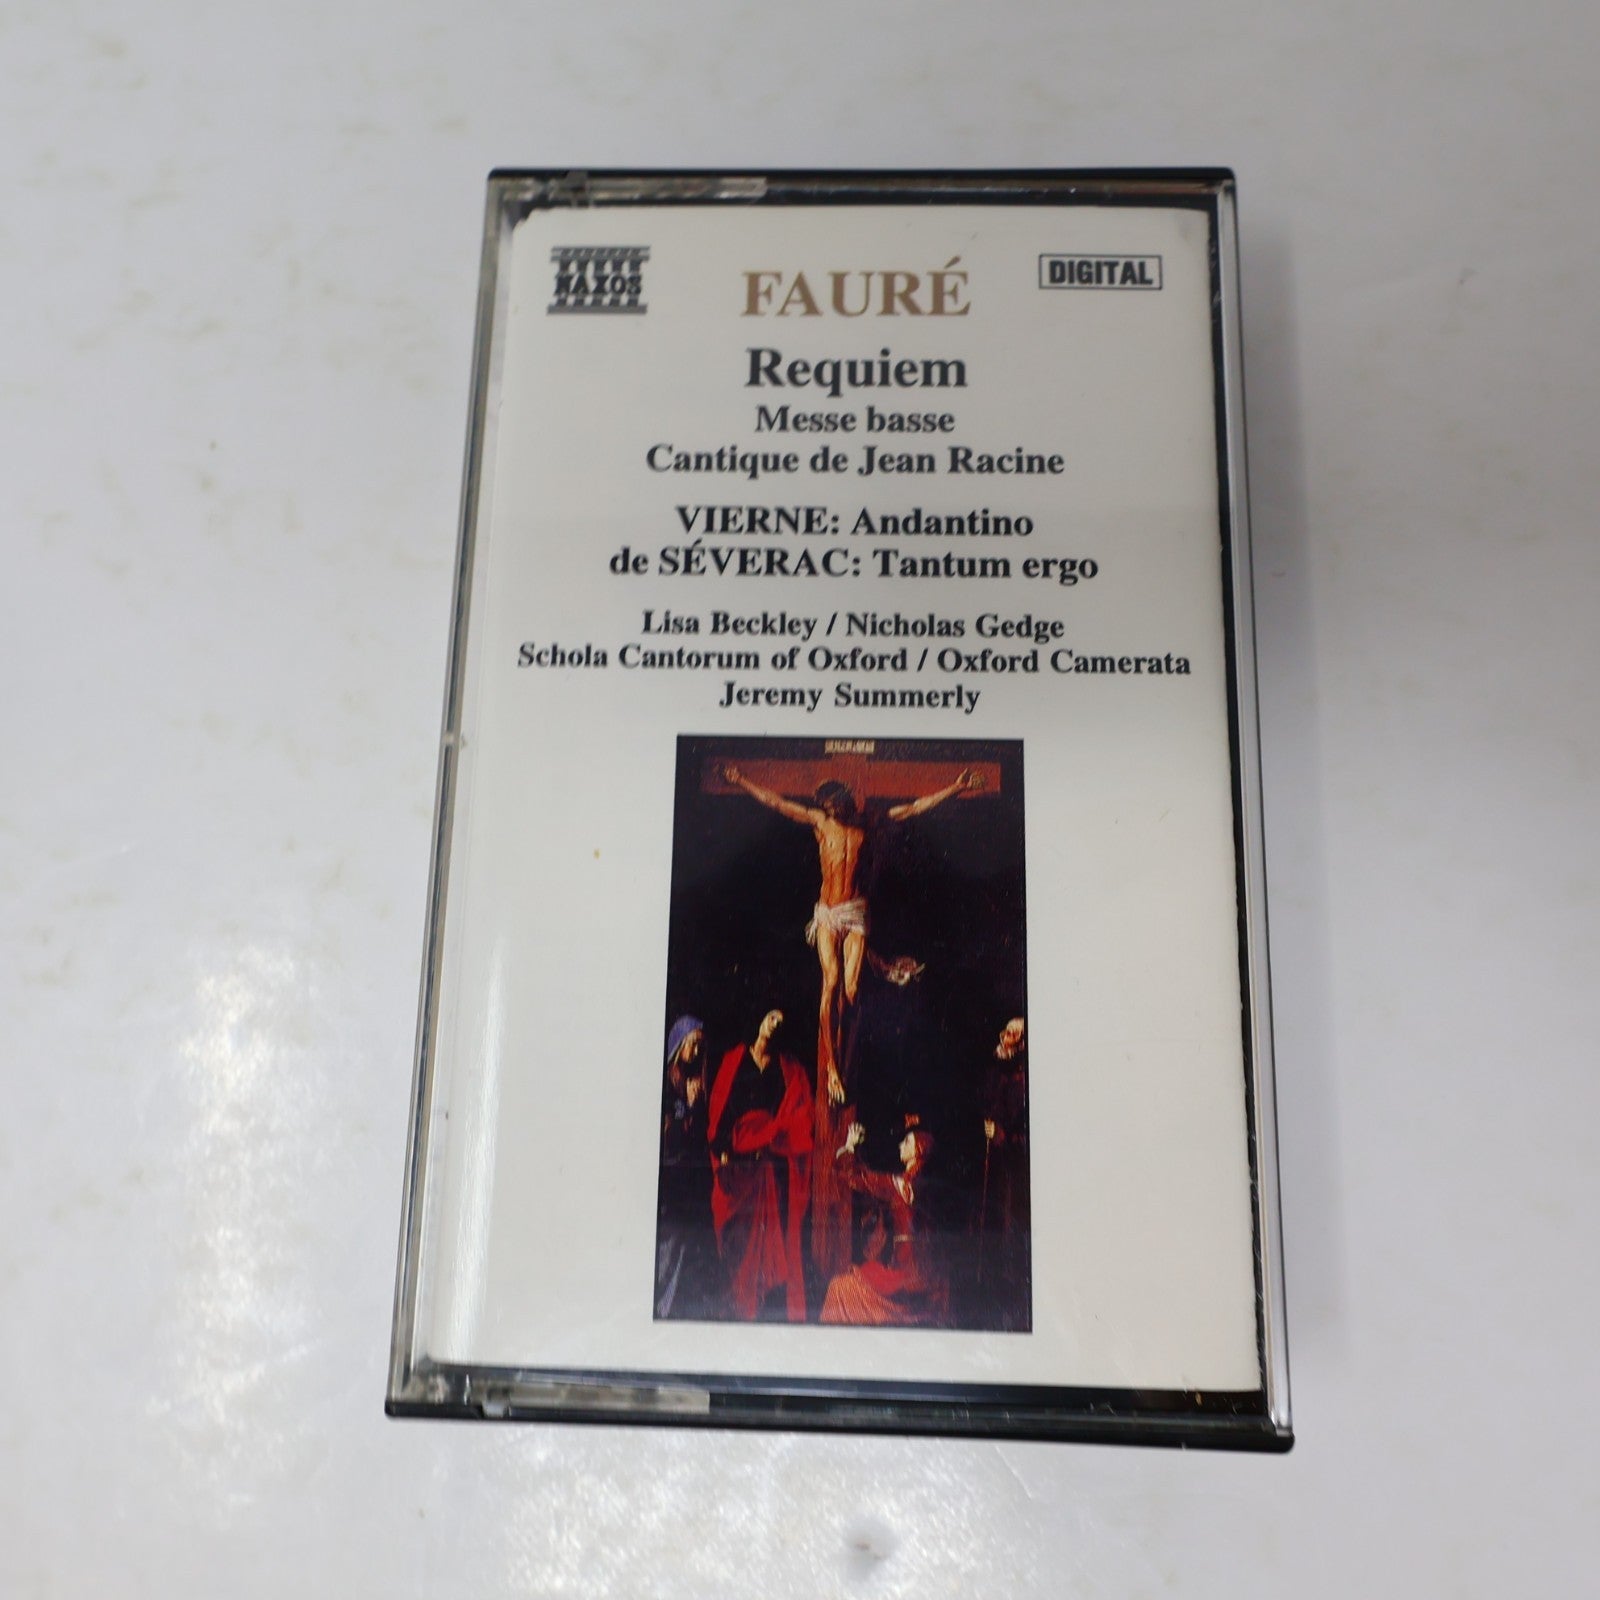 NAXOS
DIGITAL
FAURÉ
Requiem
Messe basse
Cantique de Jean Racine
VIERNE: Andantino
de SÉVERAC: Tantum ergo
Lisa Beckley / Nicholas Gedge
Schola Cantorum of Oxford / Oxford Camerata
Jeremy Summerly